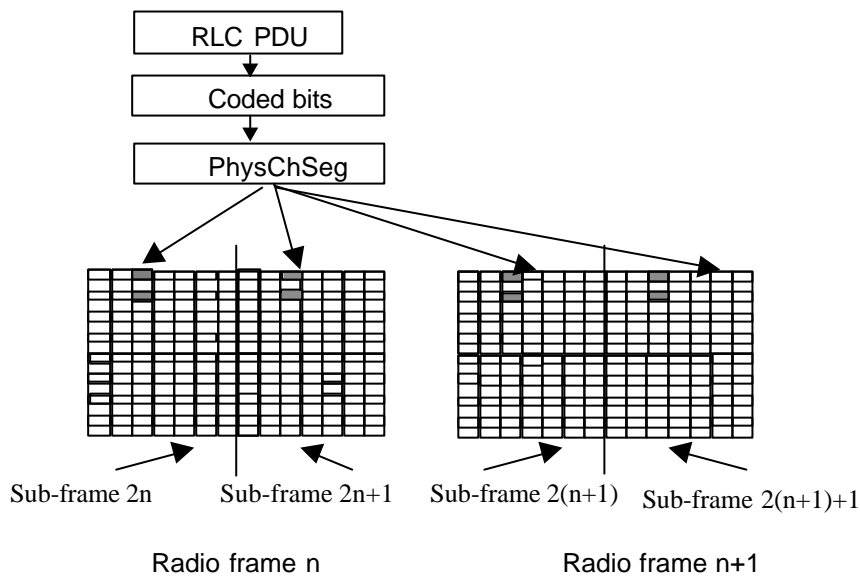 RLC PDU
Coded bits
PhysChSeg
Sub-frame 2n
Sub-frame 2n+1
Sub-frame 2(n+1)
Sub-frame 2(n+1)+1
Radio frame n
Radio frame n+1